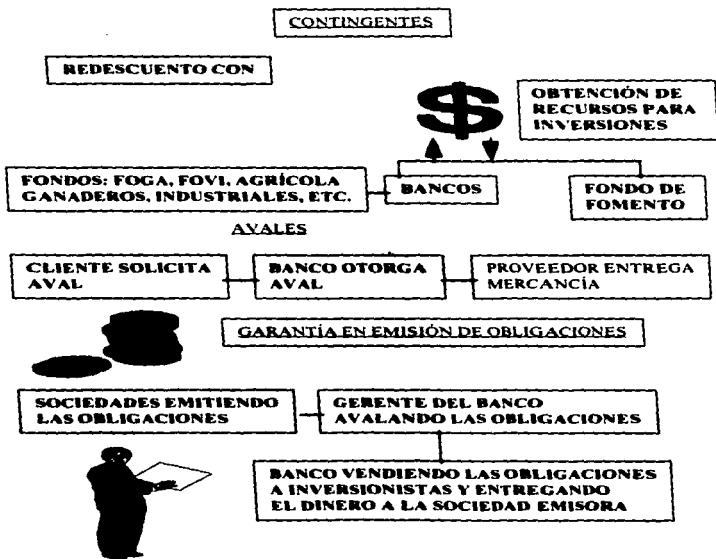 CONTINGENTES
REDESCUENTO CON
$
OBTENCIÓN DE
RECURSOS PARA
INVERSIONES
FONDOS: FOGA, FOVI, AGRÍCOLA
GANADEROS, INDUSTRIALES, ETC.
BANCOS
FONDO DE
FOMENTO
AVALES
CLIENTE SOLICITA
AVAL
BANCO OTORGA
AVAL
PROVEEDOR ENTREGA
MERCANCÍA
GARANTÍA EN EMISIÓN DE OBLIGACIONES
SOCIEDADES EMITIENDO
LAS OBLIGACIONES
GERENTE DEL BANCO
AVALANDO LAS OBLIGACIONES
BANCO VENDIENDO LAS OBLIGACIONES
A INVERSIONISTAS Y ENTREGANDO
EL DINERO A LA SOCIEDAD EMISORA